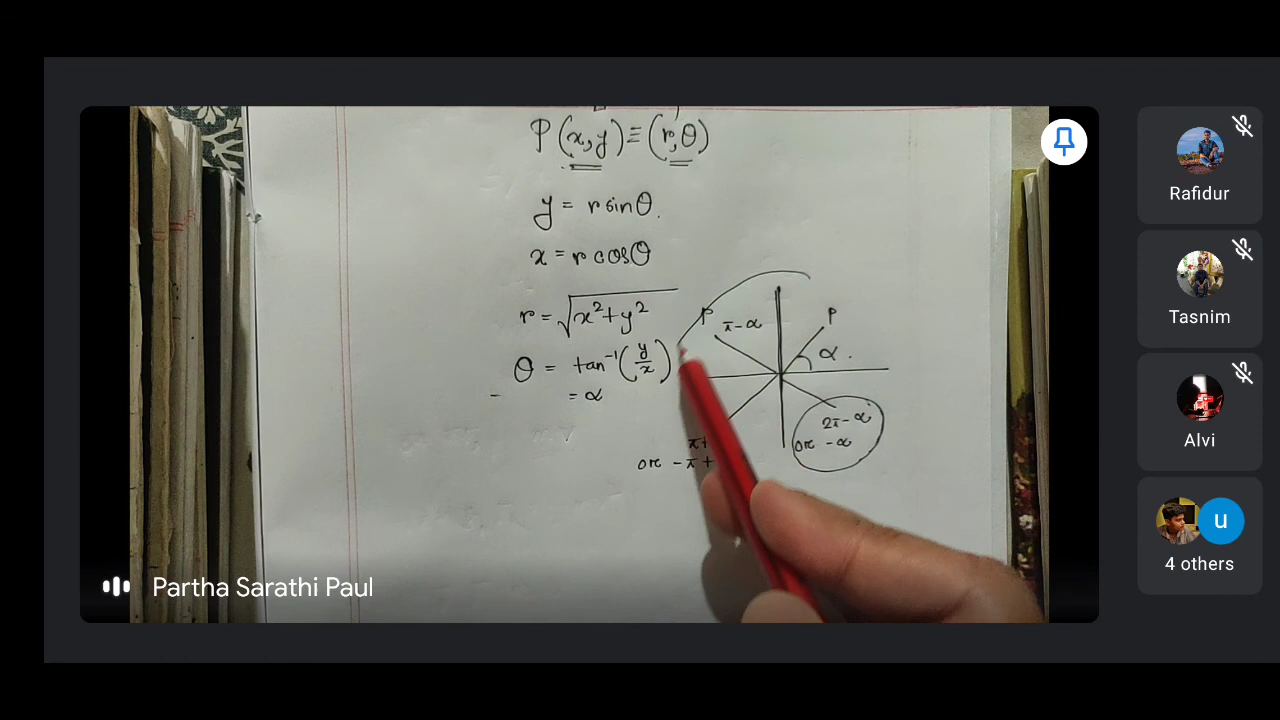 P(x,y) ≡ (r,θ)
y = r sinθ.
x = r cosθ
r = √x²+y²
θ = tan⁻¹(y/x)
- = α
P
π-α
P
α.
2π-α
or -α
π+
or -π+
Partha Sarathi Paul
Rafidur
Tasnim
Alvi
u
4 others